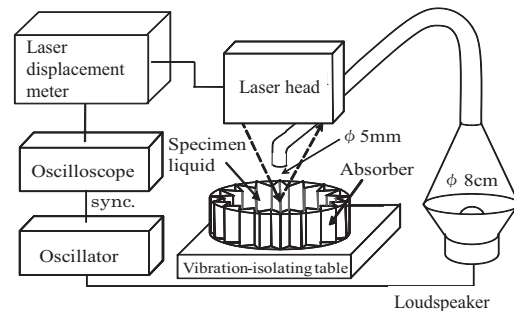 Laser
displacement
meter
Laser head
Specimen
liquid
ϕ 5mm
Absorber
ϕ 8cm
Oscilloscope
sync.
Oscillator
Vibration-isolating table
Loudspeaker